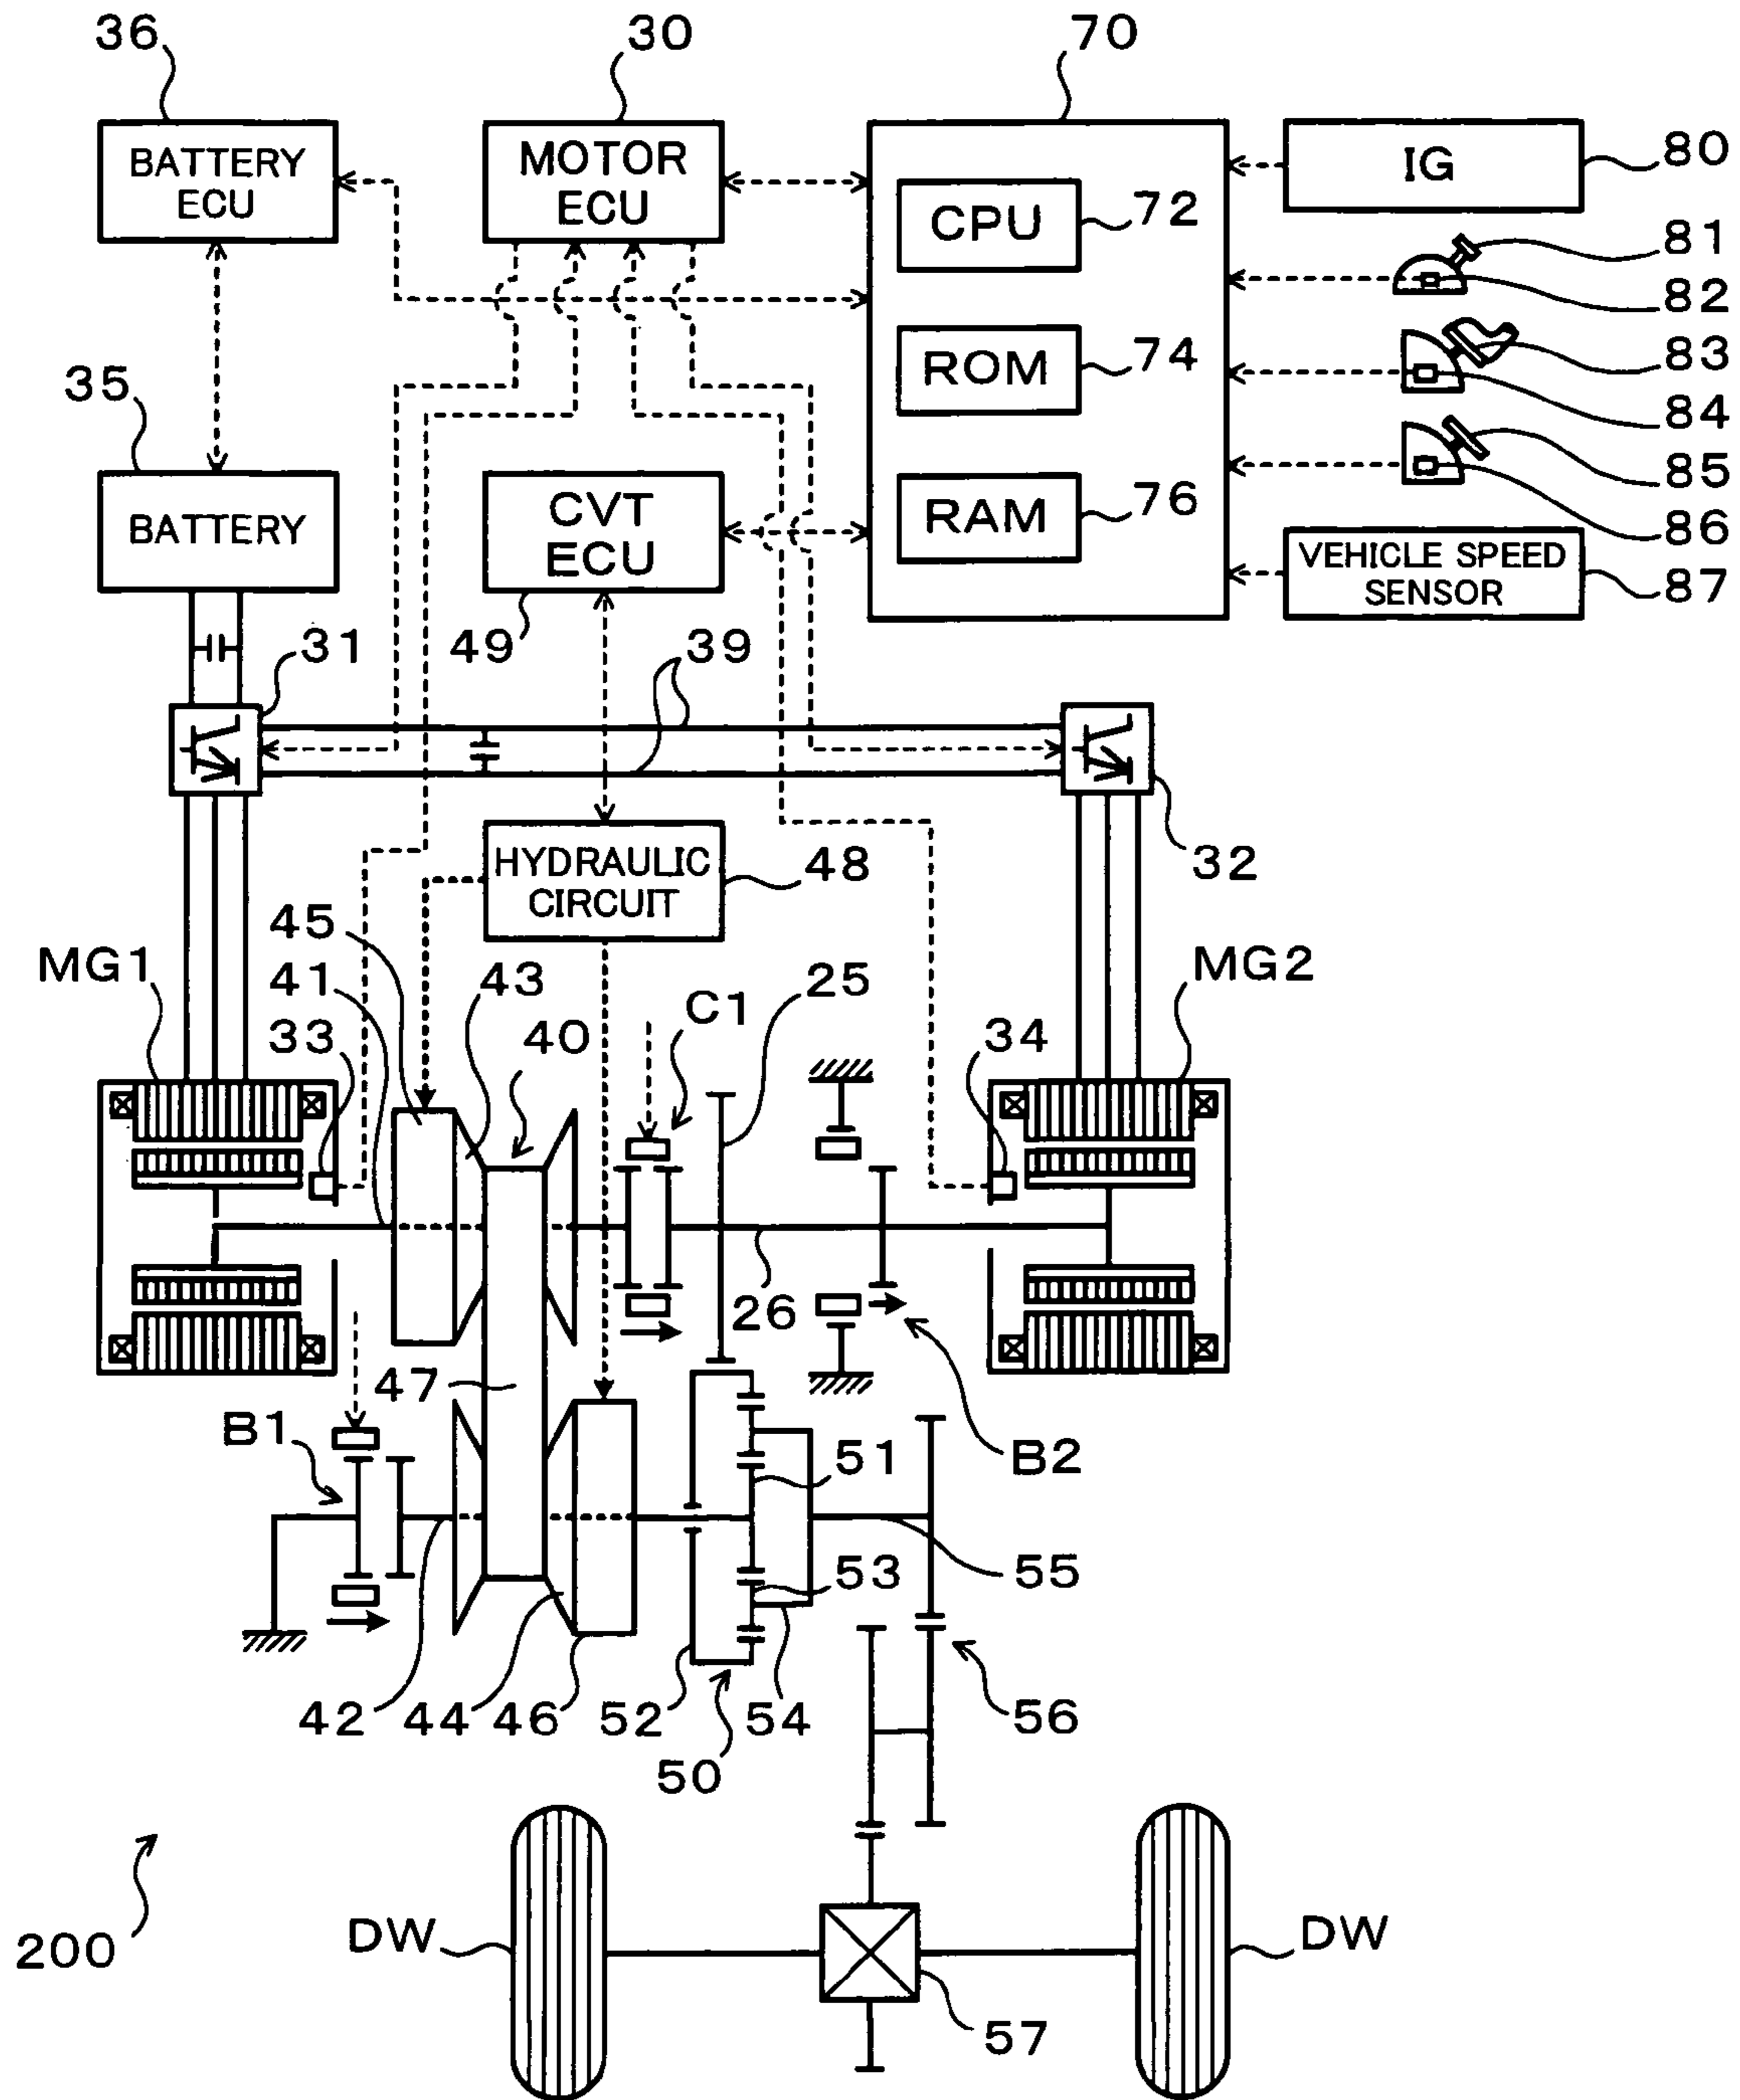 36
30
70
BATTERY
ECU
MOTOR
ECU
IG
80
CPU
72
81
82
ROM
74
83
84
35
BATTERY
CVT
ECU
RAM
76
85
86
VEHICLE SPEED
SENSOR
87
31
49
39
32
HYDRAULIC
CIRCUIT
48
45
MG1
41
43
25
MG2
33
40
C1
34
26
47
B1
51
B2
53
55
42
44
46
52
54
56
50
200
DW
DW
57